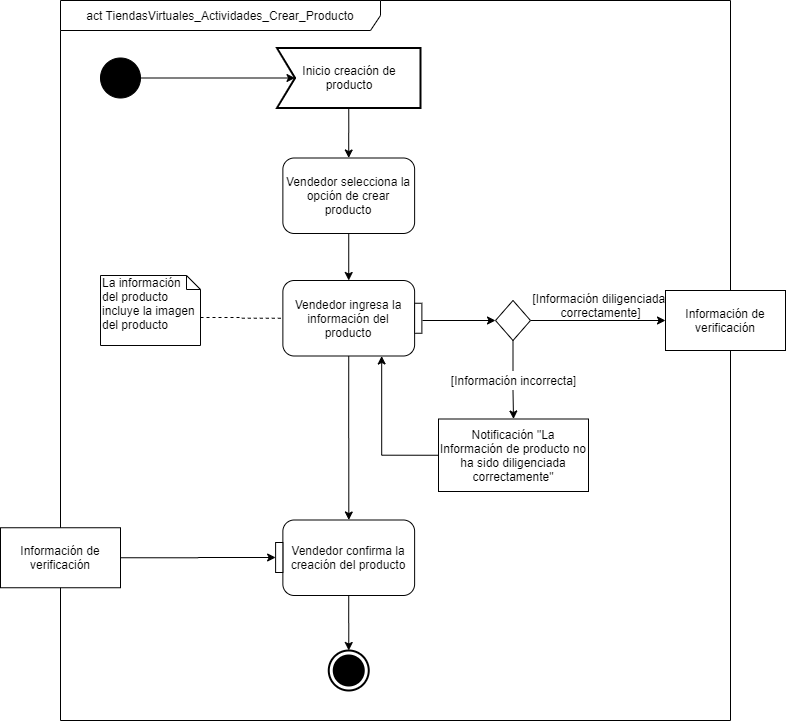 act TiendasVirtuales_Actividades_Crear_Producto
Inicio creación de
producto
Vendedor selecciona la
opción de crear
producto
La información
del producto
incluye la imagen
del producto
Vendedor ingresa la
información del
producto
[Información diligenciada
correctamente]
Información de
verificación
[Información incorrecta]
Notificación "La
Información de producto no
ha sido diligenciada
correctamente"
Información de
verificación
Vendedor confirma la
creación del producto